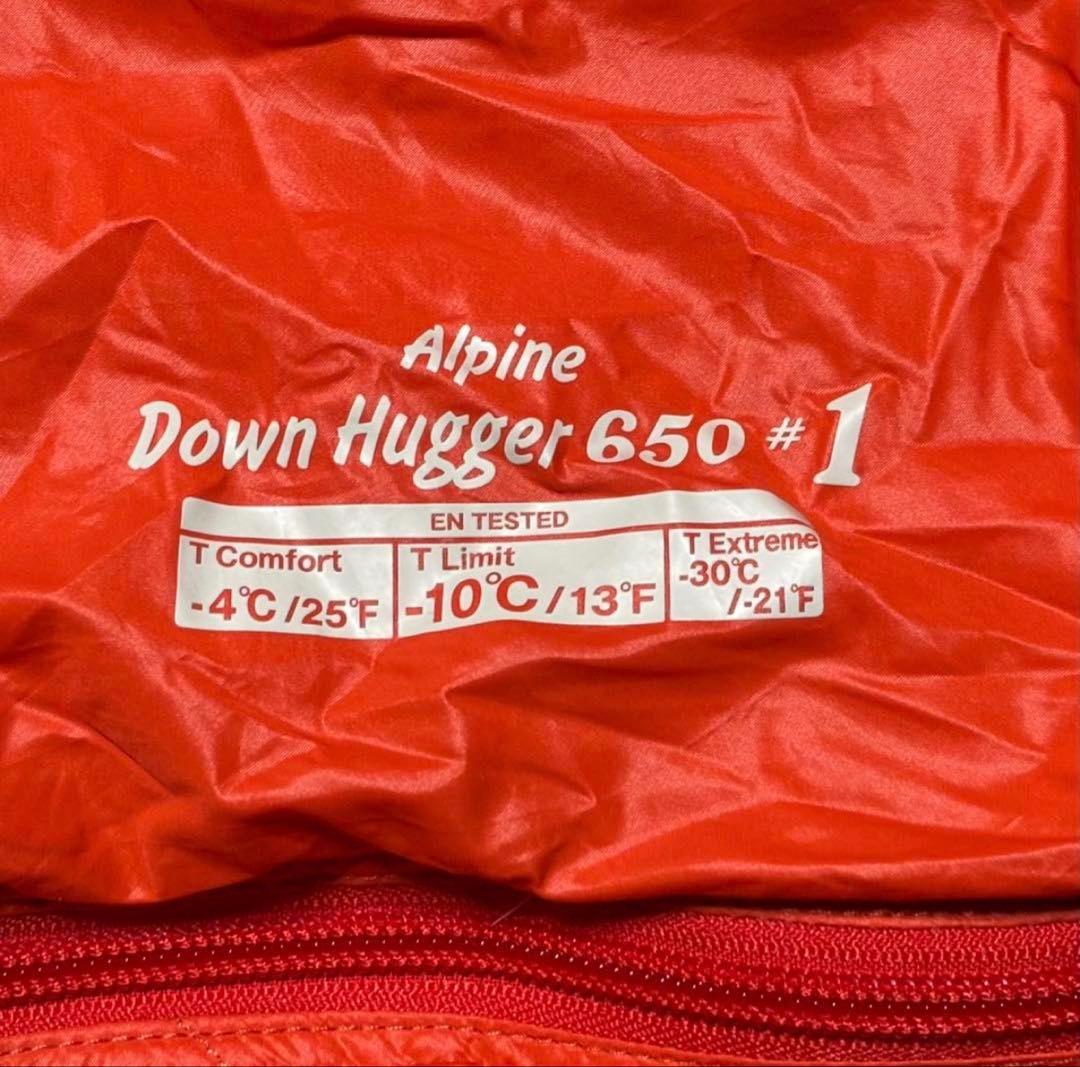 Alpine
Down Hugger 650 #1
EN TESTED
T Comfort
-4°C/25°F
T Limit
-10°C/13°F
T Extreme
-30°C
/-21°F